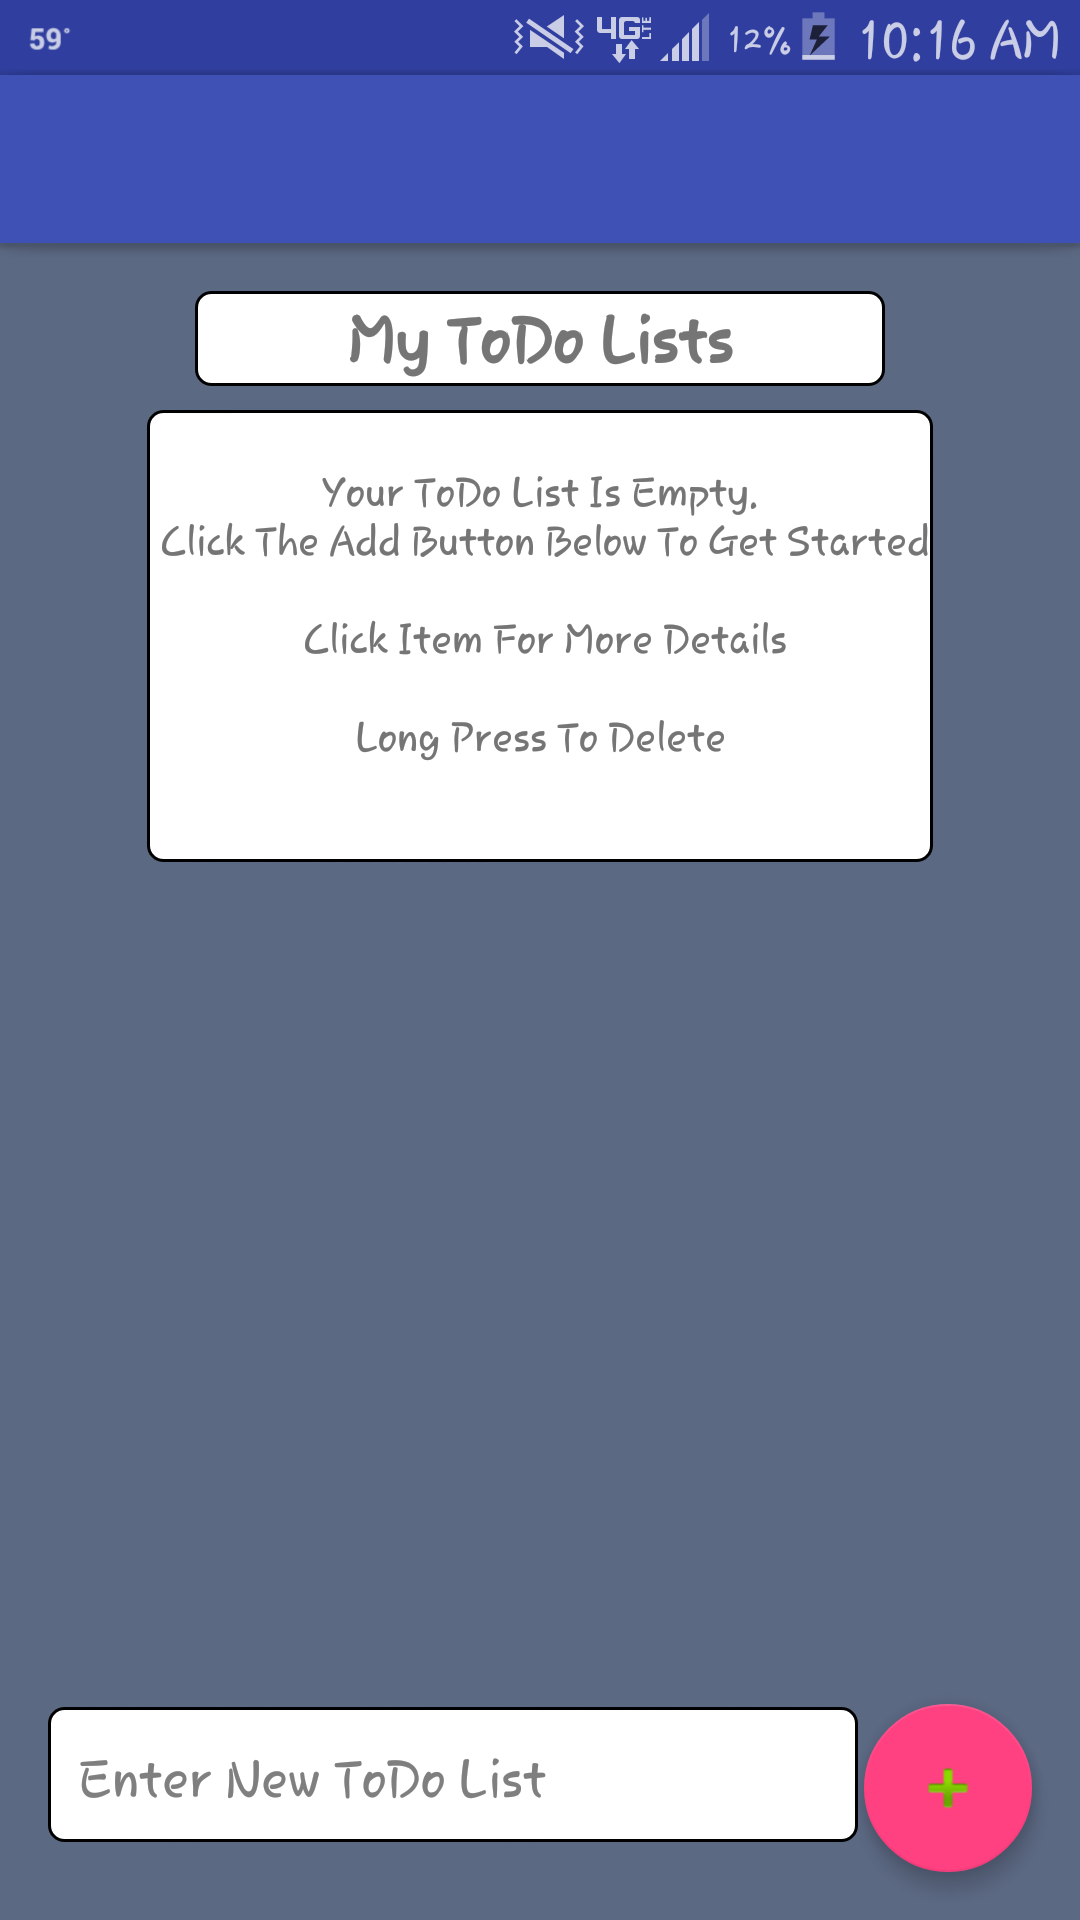 59°
4G LTE 12% 10:16 AM
My ToDo Lists
Your ToDo List Is Empty.
Click The Add Button Below To Get Started
Click Item For More Details
Long Press To Delete
Enter New ToDo List